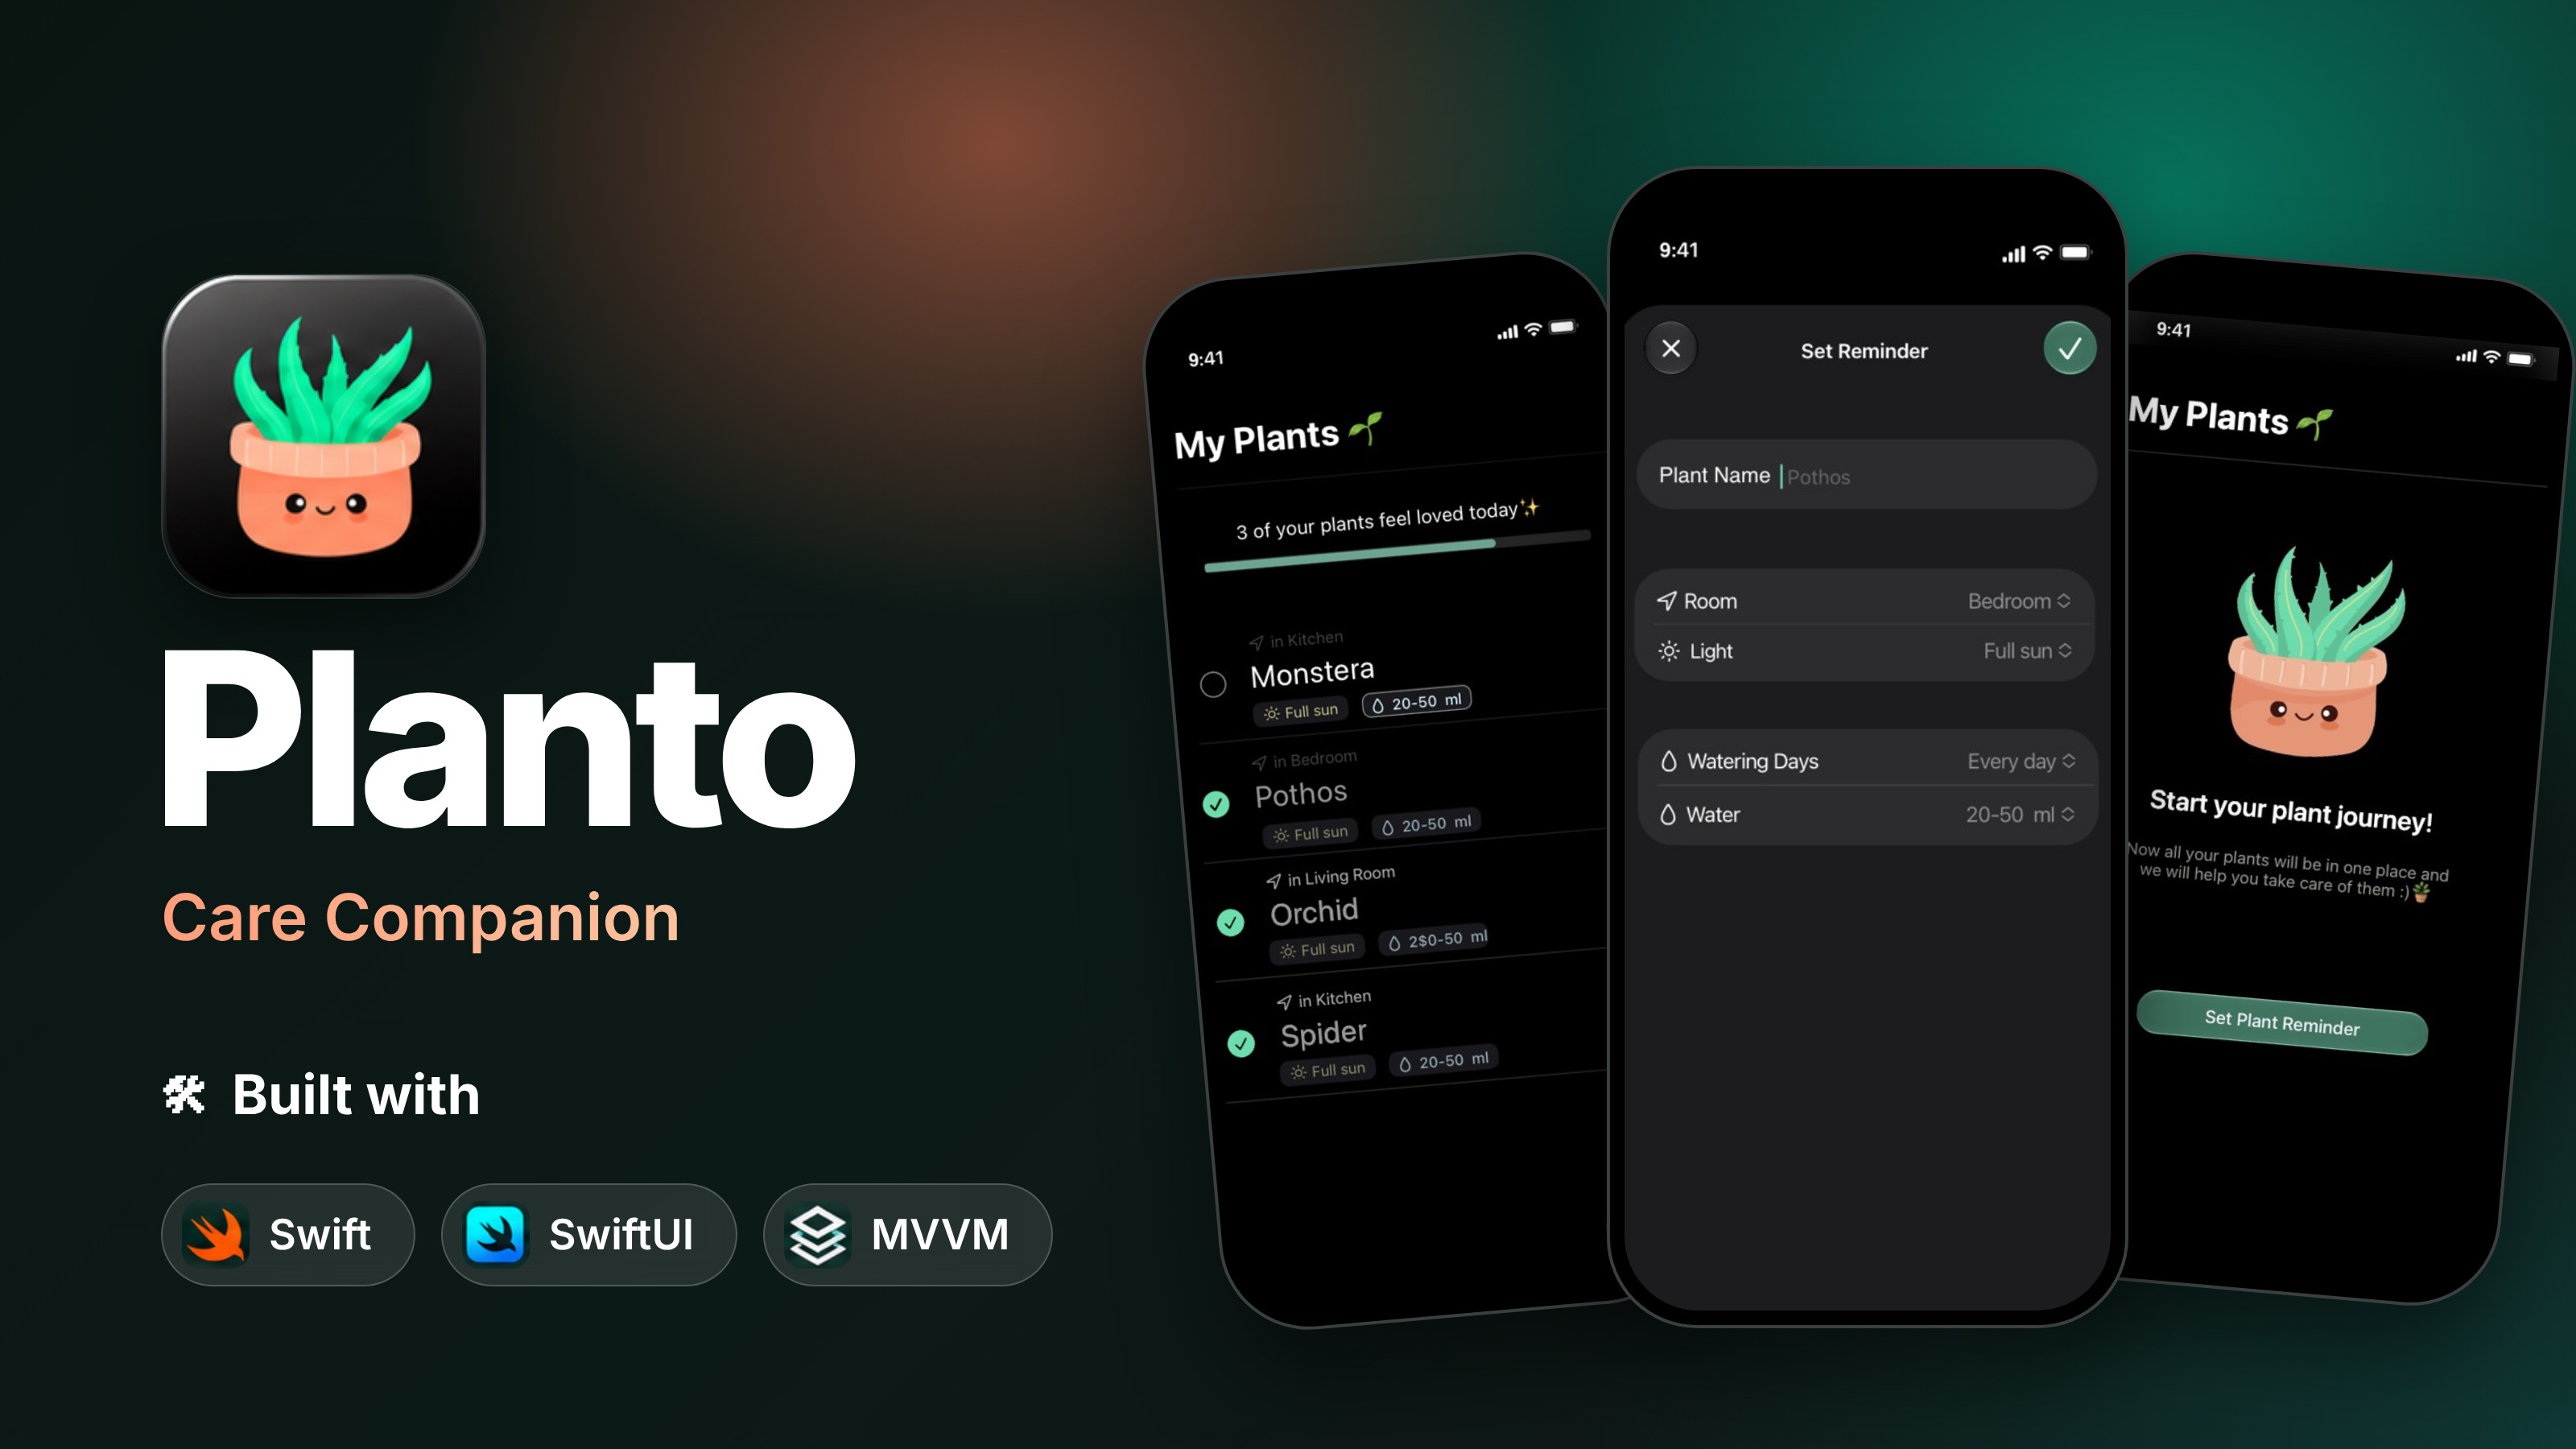 Planto
Care Companion
🛠 Built with
Swift
SwiftUI
MVVM
9:41
My Plants 🌱
3 of your plants feel loved today✨
in Kitchen
Monstera
Full sun 20-50 ml
in Bedroom
Pothos
Full sun 20-50 ml
in Living Room
Orchid
Full sun 2$0-50 ml
in Kitchen
Spider
Full sun 20-50 ml
9:41
Set Reminder
Plant Name Pothos
Room Bedroom
Light Full sun
Watering Days Every day
Water 20-50 ml
9:41
My Plants 🌱
Start your plant journey!
Now all your plants will be in one place and
we will help you take care of them :)🪴
Set Plant Reminder